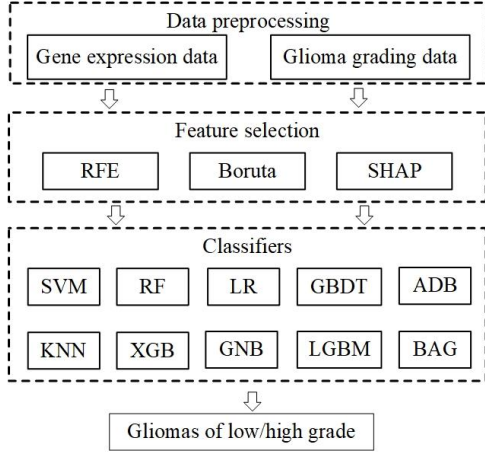 Data preprocessing
Gene expression data
Glioma grading data
Feature selection
RFE
Boruta
SHAP
Classifiers
SVM
RF
LR
GBDT
ADB
KNN
XGB
GNB
LGBM
BAG
Gliomas of low/high grade